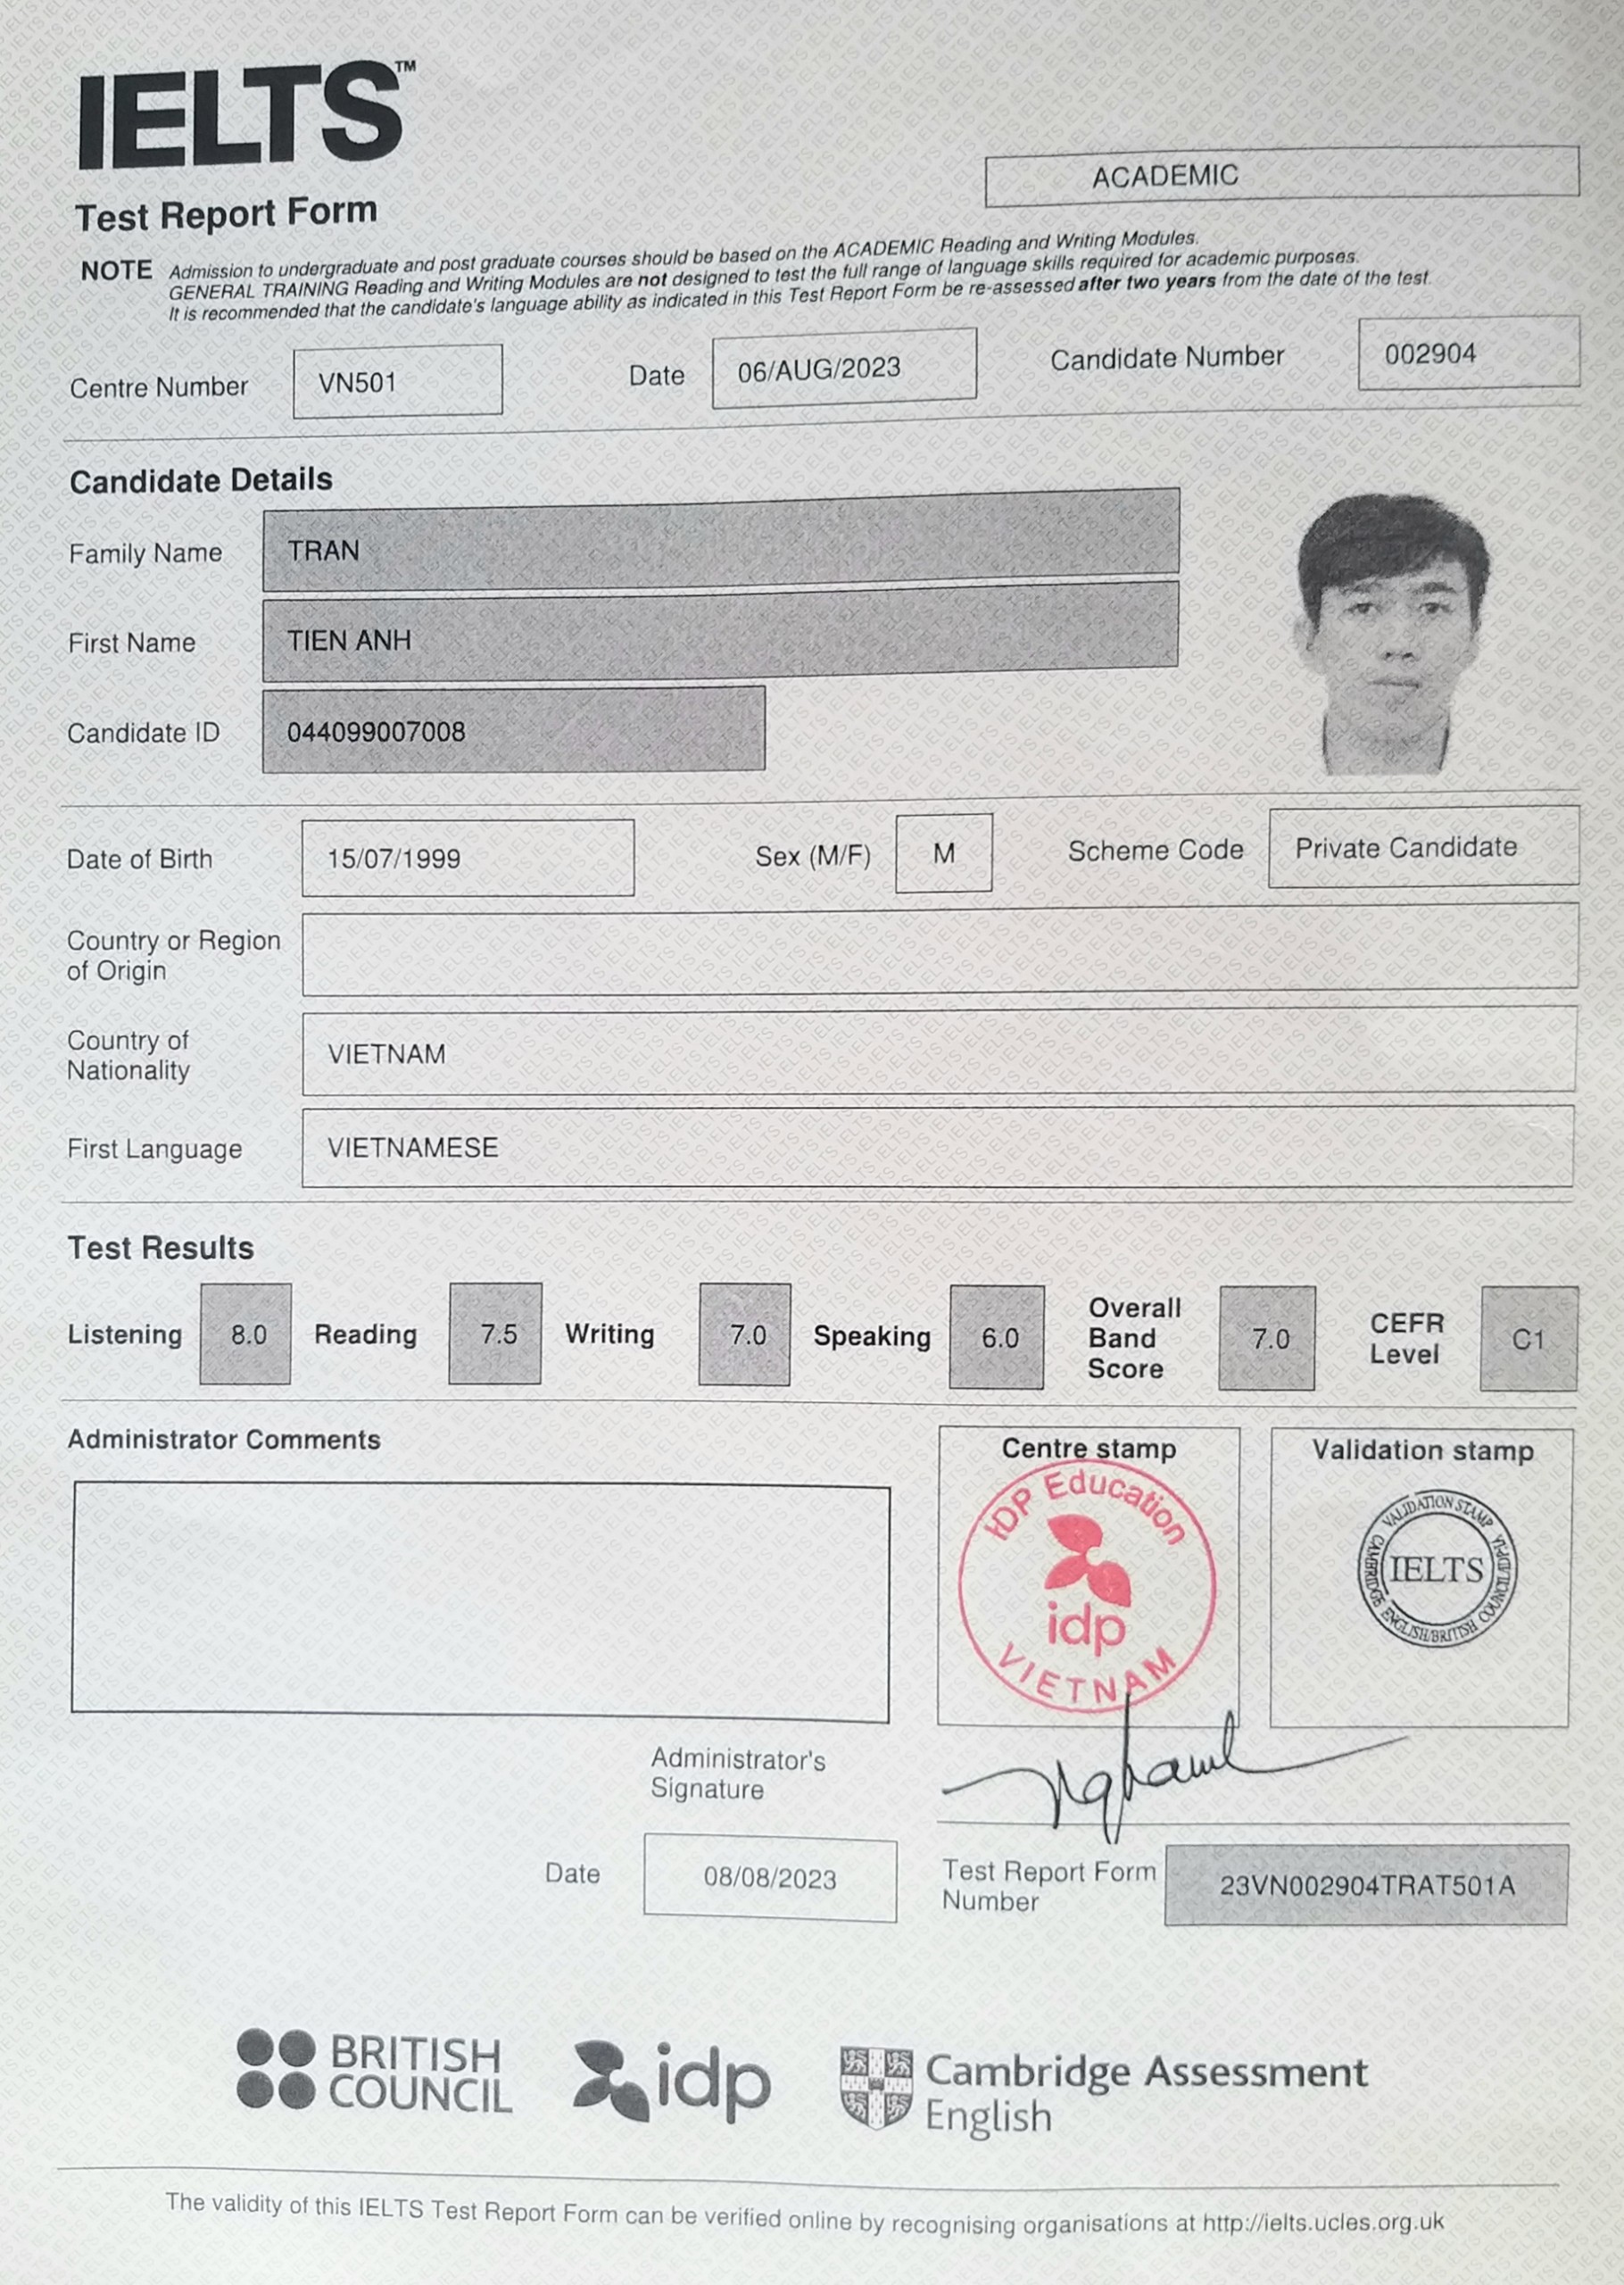 IELTS™
ACADEMIC
Test Report Form
NOTE Admission to undergraduate and post graduate courses should be based on the ACADEMIC Reading and Writing Modules.
GENERAL TRAINING Reading and Writing Modules are not designed to test the full range of language skills required for academic purposes.
It is recommended that the candidate's language ability as indicated in this Test Report Form be re-assessed after two years from the date of the test.
Centre Number VN501 Date 06/AUG/2023 Candidate Number 002904
Candidate Details
Family Name TRAN
First Name TIEN ANH
Candidate ID 044099007008
Date of Birth 15/07/1999 Sex (M/F) M Scheme Code Private Candidate
Country or Region
of Origin
Country of
Nationality VIETNAM
First Language VIETNAMESE
Test Results
Listening 8.0 Reading 7.5 Writing 7.0 Speaking 6.0 Overall Band Score 7.0 CEFR Level C1
Administrator Comments
Centre stamp
IDP Education
idp
VIETNAM
Validation stamp
VALIDATION STAMP
CAMBRIDGE ENGLISH/BRITISH COUNCIL/IDP:IA
IELTS
Administrator's
Signature
Date 08/08/2023
Test Report Form
Number 23VN002904TRAT501A
BRITISH
COUNCIL
idp
Cambridge Assessment
English
The validity of this IELTS Test Report Form can be verified online by recognising organisations at http://ielts.ucles.org.uk